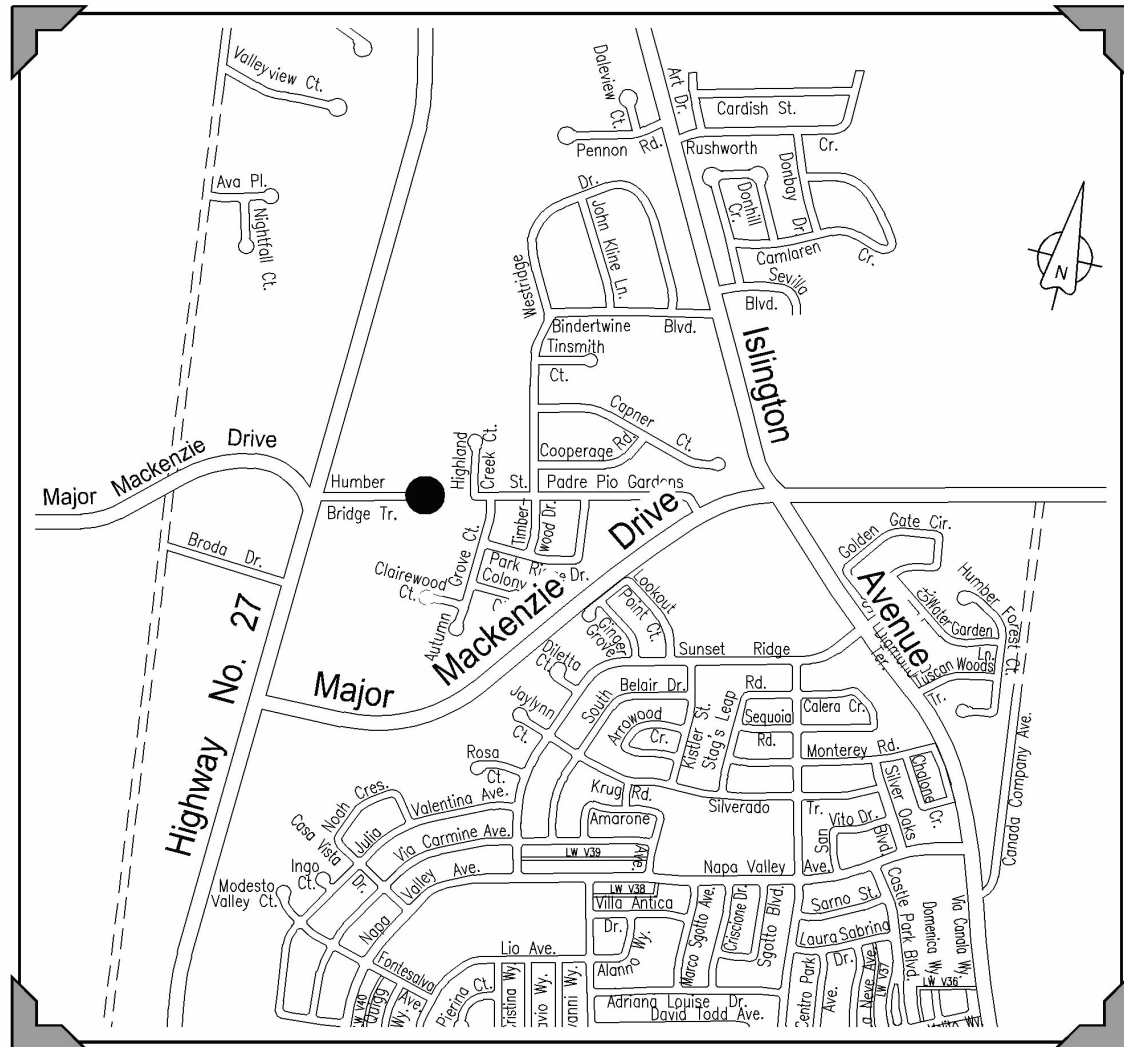 Valleyview Ct.
Daleview Ct.
Art Dr.
Cardish St.
Pennon Rd.
Rushworth Cr.
Ava Pl.
Nightfall Ct.
Dr.
John Kline Ln.
Donhill Cr.
Donbay Dr.
Camlaren Cr.
Westridge
Sevilla
Blvd.
N
Bindertwine Blvd.
Tinsmith
Ct.
Islington
Capner Ct.
Cooperage Rd.
Highland
Creek Ct.
Major Mackenzie Drive
Humber
Bridge Tr.
St.
Padre Pio Gardens
Timber-
wood Dr.
Broda Dr.
Grove Ct.
Park Ridge Dr.
Colony
Clairewood
Ct.
Autumn
Drive
Golden Gate Cir.
Avenue
Humber Forest Ct.
Water
Garden
Ln.
Tuscan Woods
Tr.
Ter.
Lookout
Point Ct.
Ginger
Grove
Mackenzie
Major
Highway No. 27
Sunset Ridge
Diletta
Ct.
South
Belair Dr.
Rd.
Jaylynn
Ct.
Arrowood
Cr.
Kistler St.
Stag's Leap
Sequoia
Rd.
Calera Cr.
Monterey Rd.
Canada Company Ave.
Rosa
Ct.
Krug Rd.
Silverado
Tr.
Silver Oaks
Blvd.
Chalone
Cr.
Noah Cres.
Valentina Ave.
Julia
Casa Vista
Dr.
Via Carmine Ave.
Amarone
Ave.
San
Vito Dr.
LW V39
Ingo
Ct.
Modesto
Valley Ct.
Napa Valley Ave.
Napa Valley Ave.
LW V38
Villa Antica
Dr.
Sarno St.
Castle Park Blvd.
Domenica Wy.
Via Canala Wy.
Laura Sabrina
Dr.
Marco Sgotto Ave.
Criscione Dr.
Sgotto Blvd.
Lio Ave.
Alanno Wy.
Fontesalva
Ave.
Pierina Ct.
Adriana Louise Dr.
David Todd Ave.
Centro Park
Ave.
LW V37
LW V36
LW V40
Quigg
Wy.